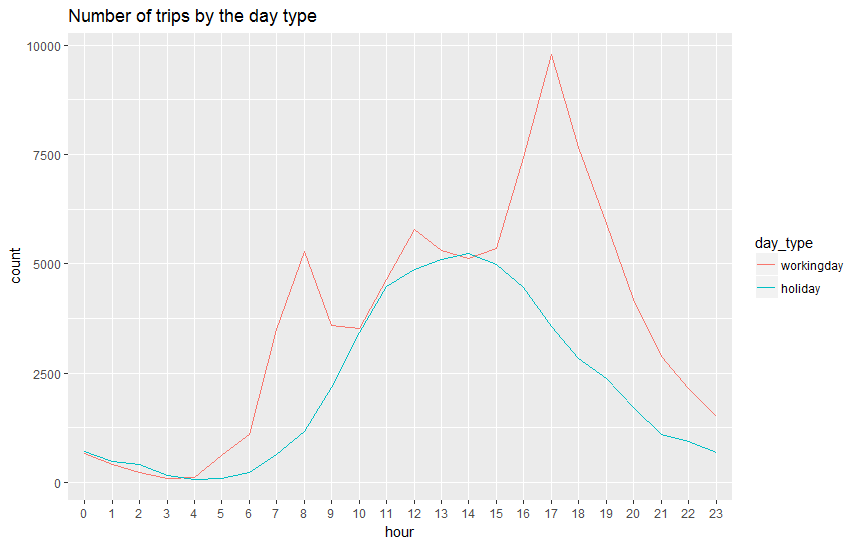 Number of trips by the day type
10000
7500
5000
2500
0
count
0 1 2 3 4 5 6 7 8 9 10 11 12 13 14 15 16 17 18 19 20 21 22 23
hour
day_type
workingday
holiday